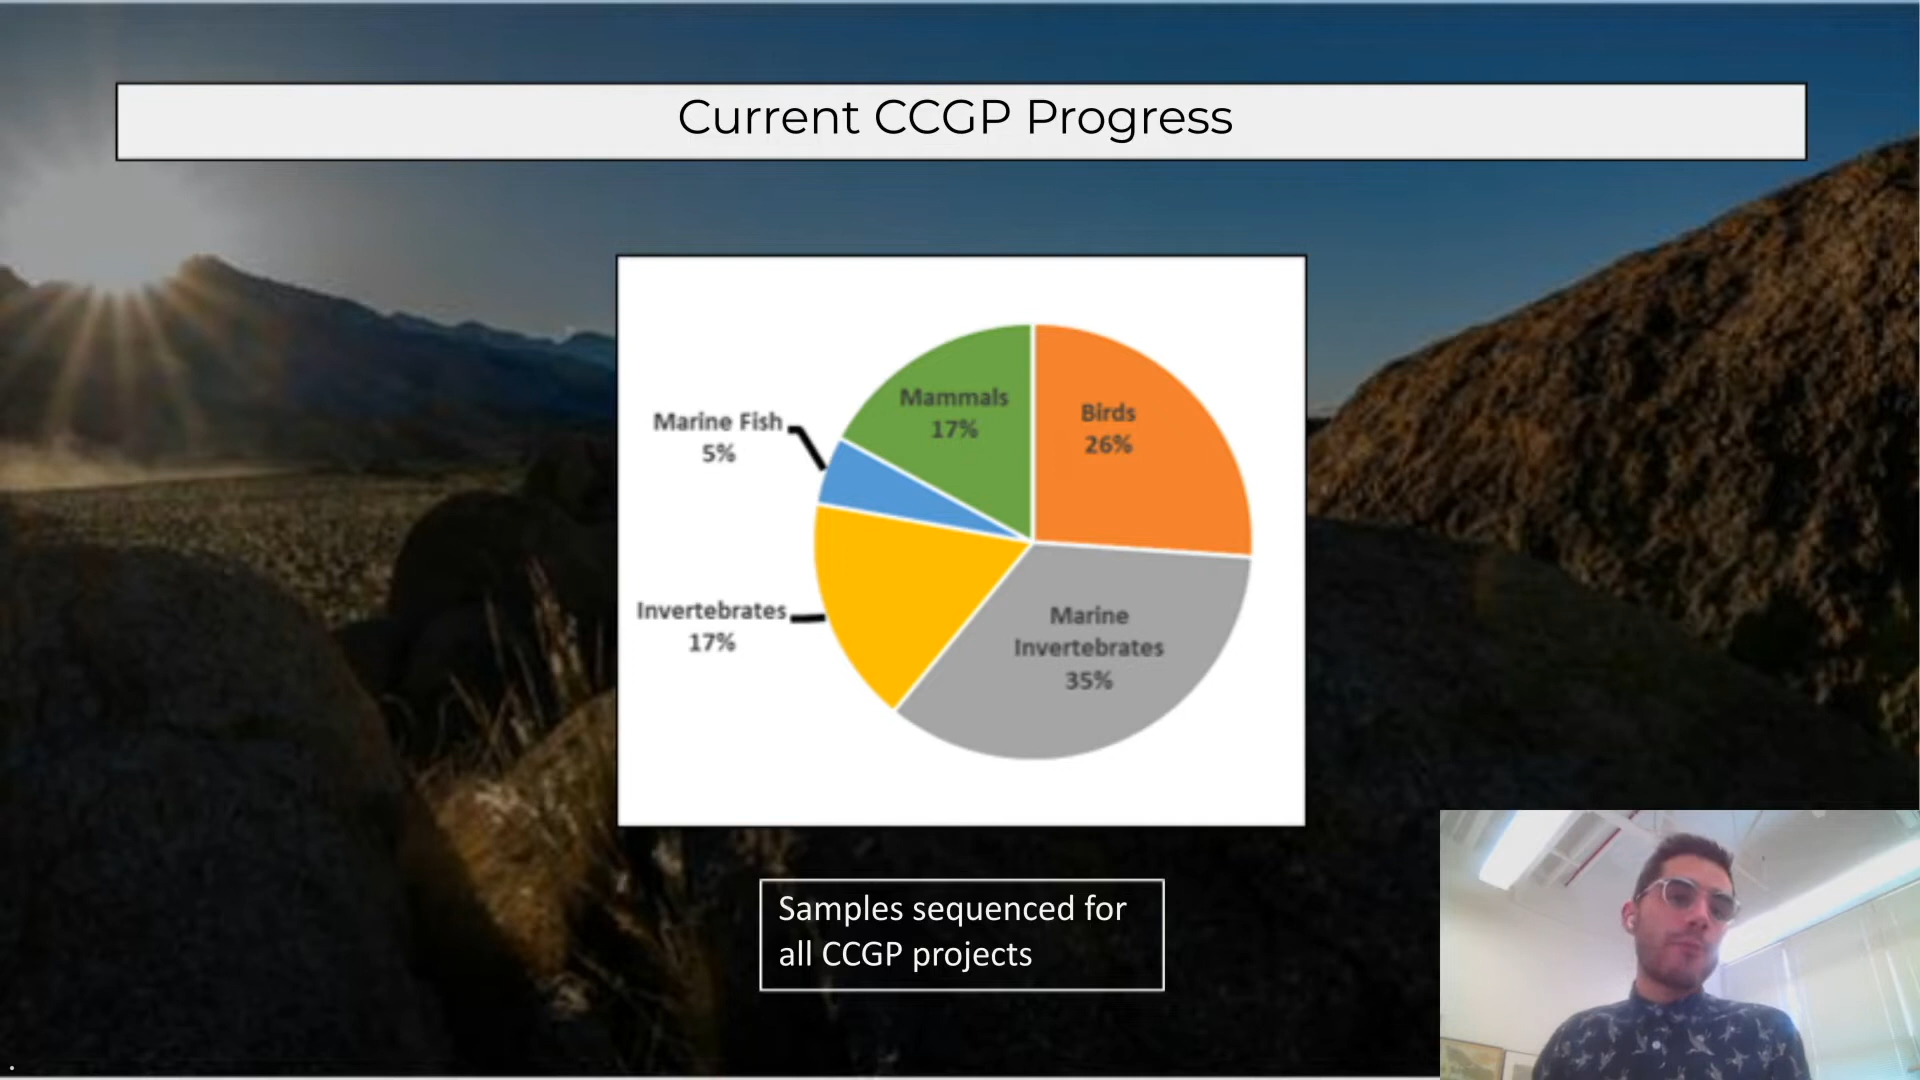 Current CCGP Progress
Mammals
17%
Birds
26%
Marine Fish
5%
Invertebrates
17%
Marine
Invertebrates
35%
Samples sequenced for
all CCGP projects